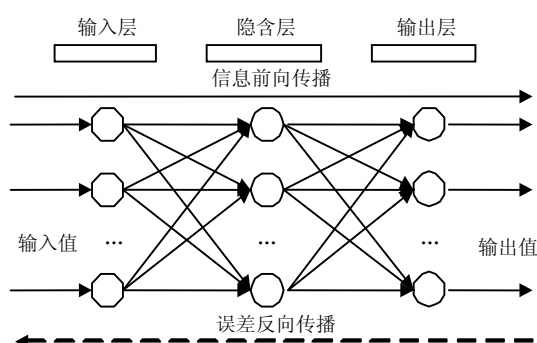 输入层 隐含层 输出层
信息前向传播
输入值 ... ... ... 输出值
误差反向传播